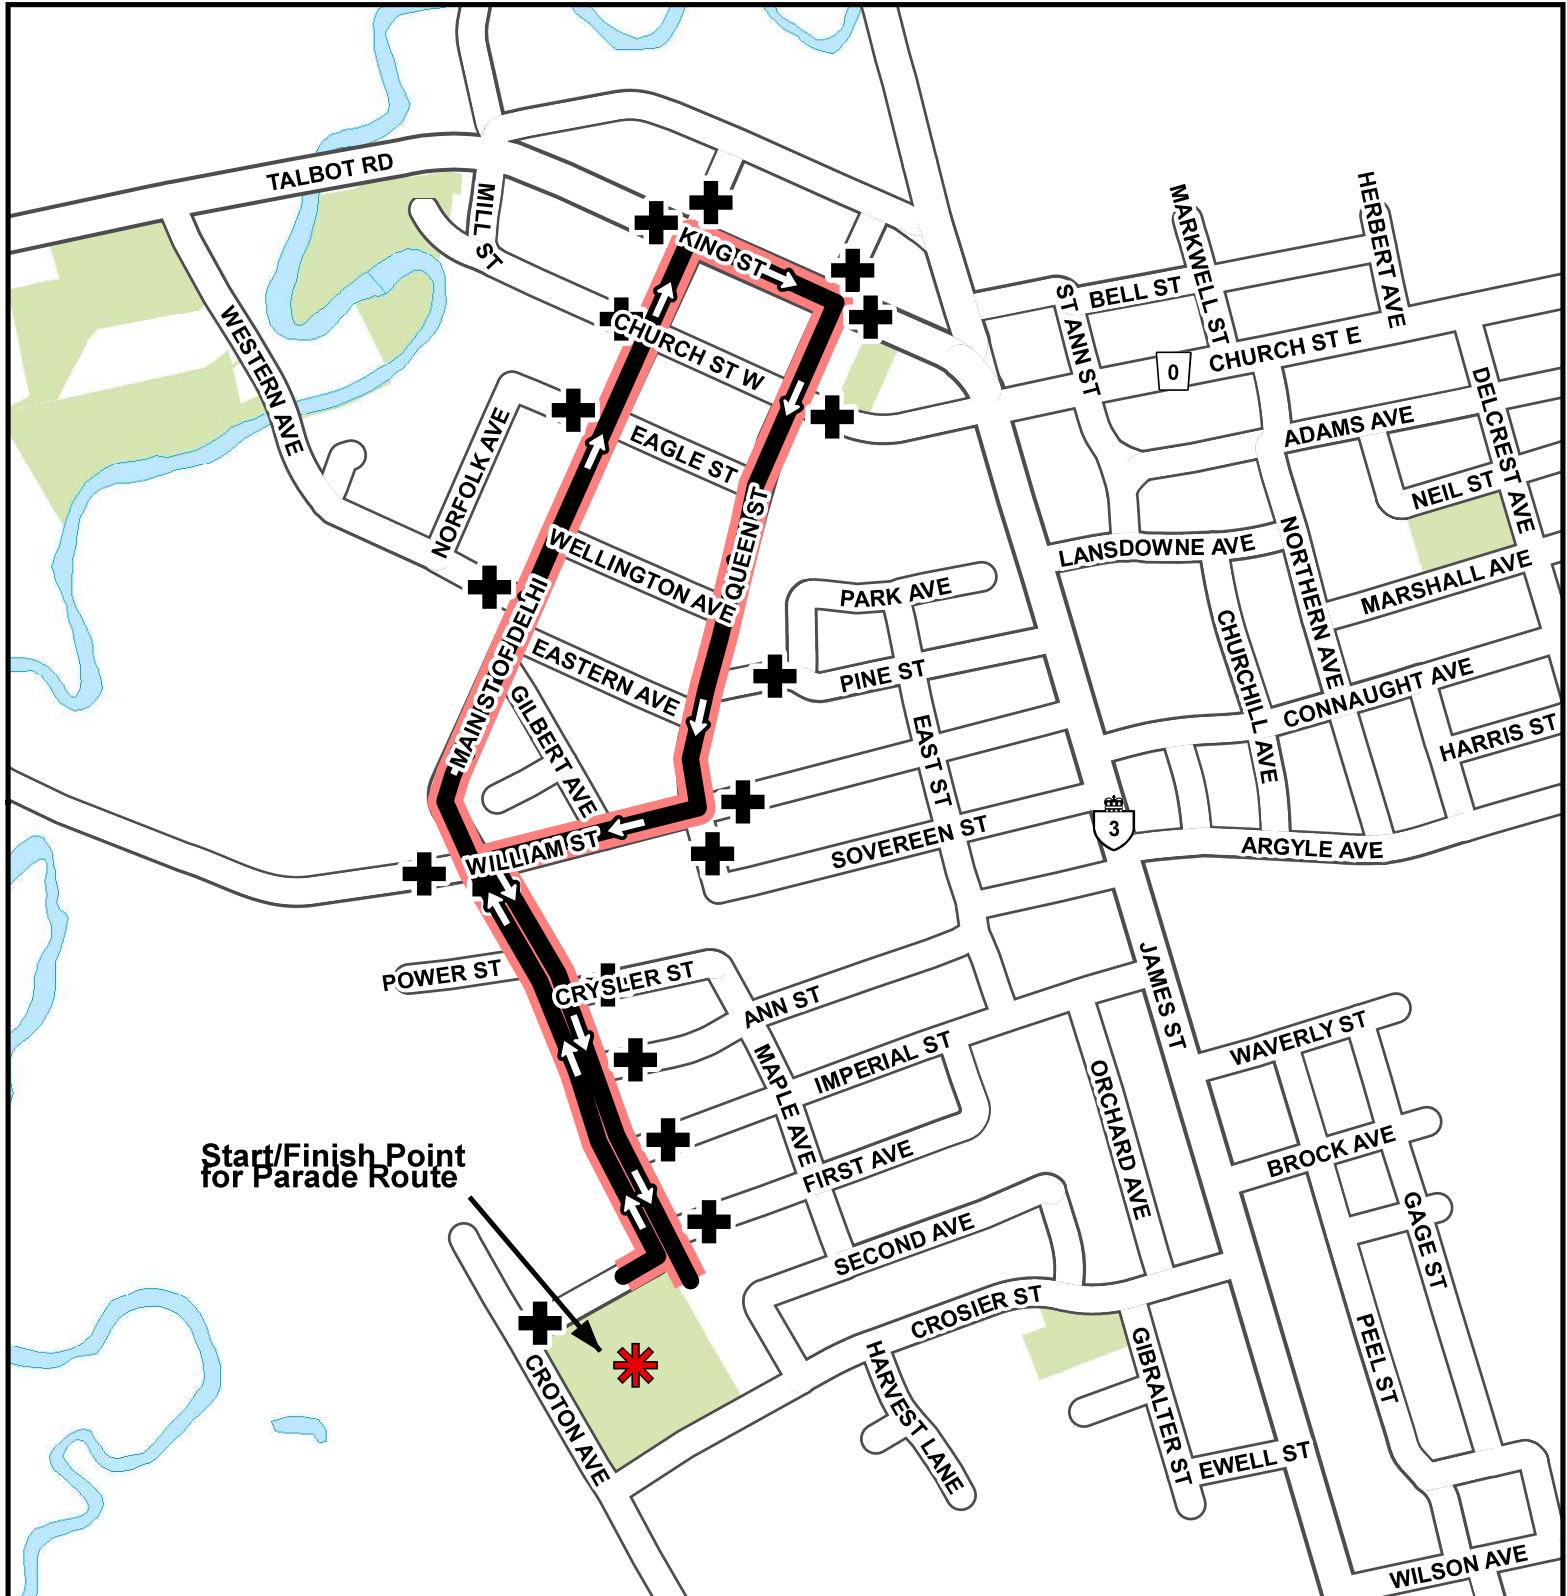 TALBOT RD
MILL ST
KING ST
MARKWELL ST
HERBERT AVE
BELL ST
ST ANN ST
CHURCH ST E
0
WESTERN AVE
CHURCH ST W
NORFOLK AVE
EAGLE ST
QUEEN ST
WELLINGTON AVE
ADAMS AVE
DELCREST AVE
NEIL ST
LANSDOWNE AVE
NORTHERN AVE
MARSHALL AVE
PARK AVE
PINE ST
CHURCHILL AVE
CONNAUGHT AVE
HARRIS ST
MAIN ST OF DELHI
EASTERN AVE
GILBERT AVE
EAST ST
SOVEREEN ST
3
ARGYLE AVE
WILLIAM ST
POWER ST
CRYSLER ST
ANN ST
JAMES ST
IMPERIAL ST
MAPLE AVE
ORCHARD AVE
WAVERLY ST
BROCK AVE
FIRST AVE
GAGE ST
Start/Finish Point
for Parade Route
SECOND AVE
CROSIER ST
PEEL ST
GIBRALTER ST
CROTON AVE
HARVEST LANE
EWELL ST
WILSON AVE